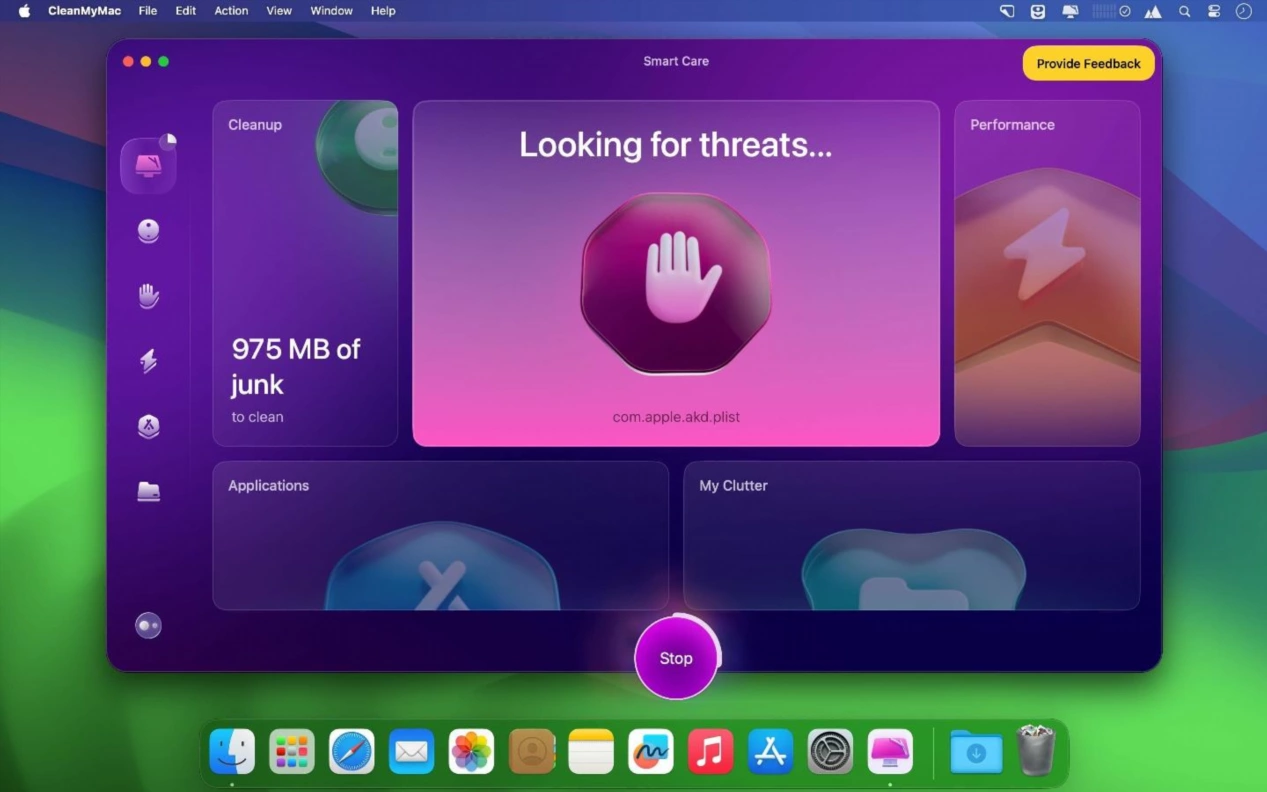 CleanMyMac File Edit Action View Window Help
Smart Care
Provide Feedback
Cleanup
975 MB of
junk
to clean
Looking for threats...
com.apple.akd.plist
Performance
Applications
My Clutter
Stop